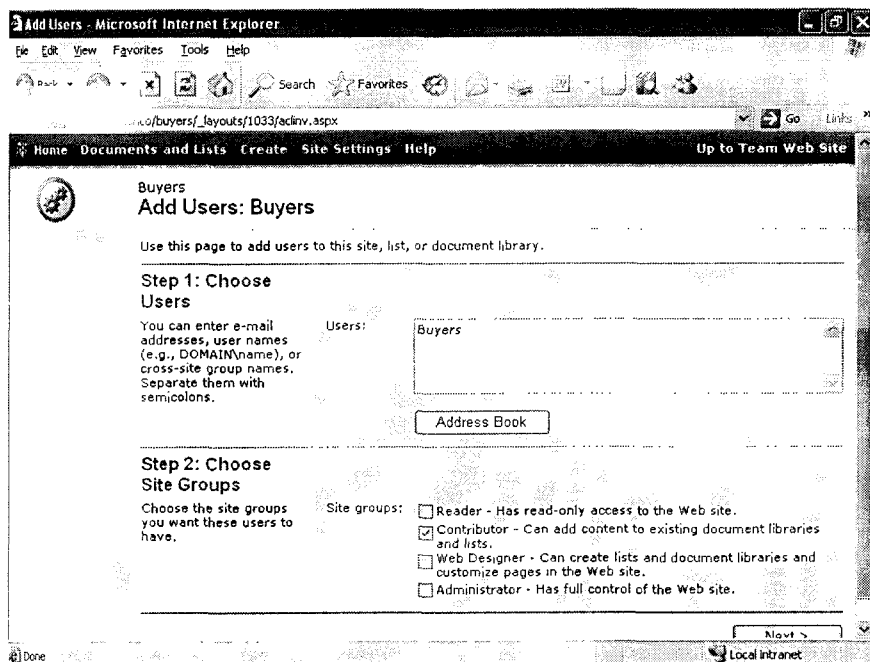 Add Users - Microsoft Internet Explorer
File Edit View Favorites Tools Help
Back Search Favorites
/buyers/_layouts/1033/aclinv.aspx Go Links »
Home Documents and Lists Create Site Settings Help Up to Team Web Site
Buyers
Add Users: Buyers
Use this page to add users to this site, list, or document library.
Step 1: Choose
Users
You can enter e-mail
addresses, user names
(e.g., DOMAIN\name), or
cross-site group names.
Separate them with
semicolons.
Users:
Buyers
Address Book
Step 2: Choose
Site Groups
Choose the site groups
you want these users to
have.
Site groups:
Reader - Has read-only access to the Web site.
Contributor - Can add content to existing document libraries
and lists.
Web Designer - Can create lists and document libraries and
customize pages in the Web site.
Administrator - Has full control of the Web site.
Next >
Done Local intranet